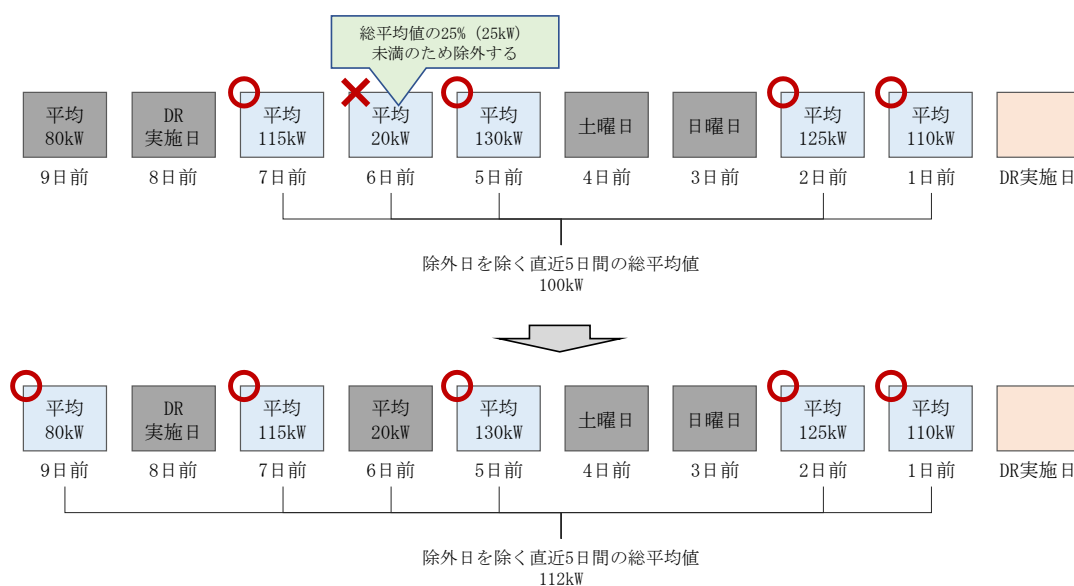 総平均値の25% (25kW)
未満のため除外する
平均
80kW
DR
実施日
平均
115kW
平均
20kW
平均
130kW
土曜日
日曜日
平均
125kW
平均
110kW
9日前
8日前
7日前
6日前
5日前
4日前
3日前
2日前
1日前
DR実施日
除外日を除く直近5日間の総平均値
100kW
平均
80kW
DR
実施日
平均
115kW
平均
20kW
平均
130kW
土曜日
日曜日
平均
125kW
平均
110kW
9日前
8日前
7日前
6日前
5日前
4日前
3日前
2日前
1日前
DR実施日
除外日を除く直近5日間の総平均値
112kW